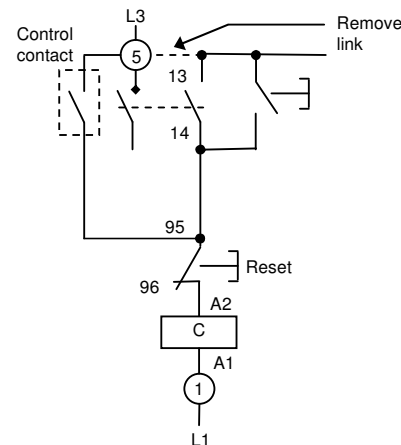 L3
Remove
link
Control
contact
5
13
14
95
Reset
96
A2
C
A1
1
L1